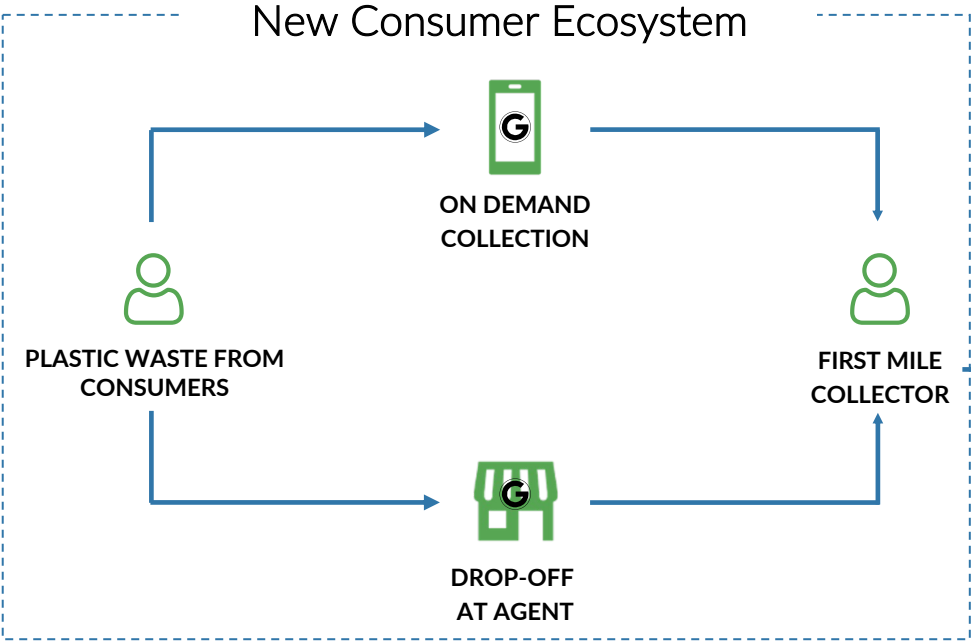 New Consumer Ecosystem
G
ON DEMAND
COLLECTION
PLASTIC WASTE FROM
CONSUMERS
FIRST MILE
COLLECTOR
G
DROP-OFF
AT AGENT